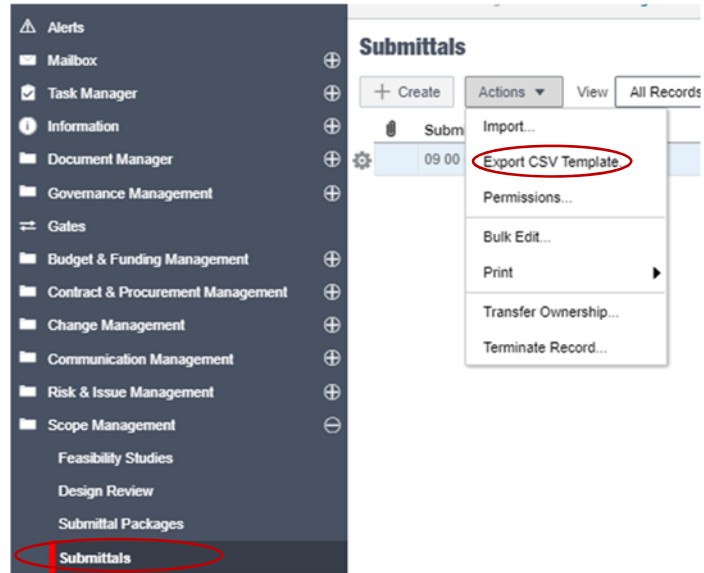 Alerts
Mailbox
Task Manager
Information
Document Manager
Governance Management
Gates
Budget & Funding Management
Contract & Procurement Management
Change Management
Communication Management
Risk & Issue Management
Scope Management
Feasibility Studies
Design Review
Submittal Packages
Submittals
Submittals
Create Actions View All Records
Subm
09 00
Import...
Export CSV Template.
Permissions...
Bulk Edit...
Print
Transfer Ownership...
Terminate Record...